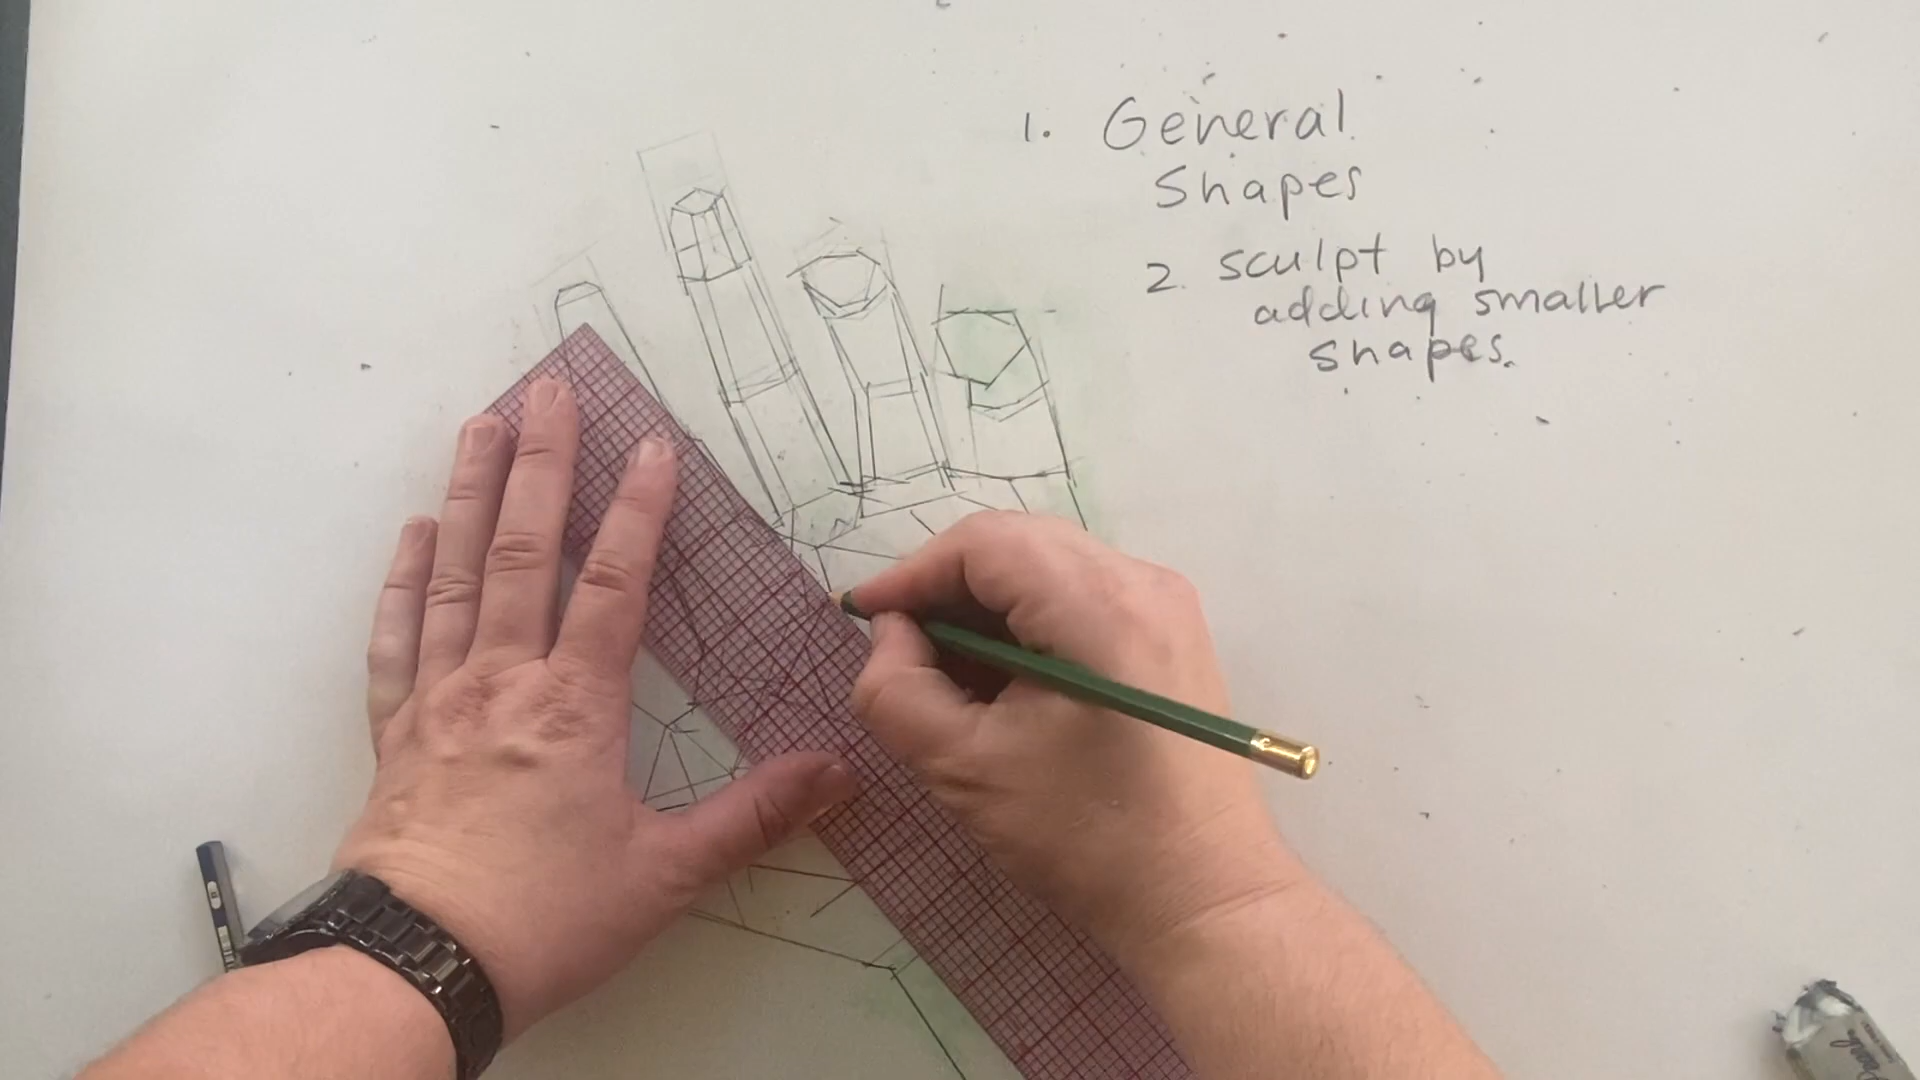 1. General
Shapes
2. sculpt by
adding smaller
shapes.